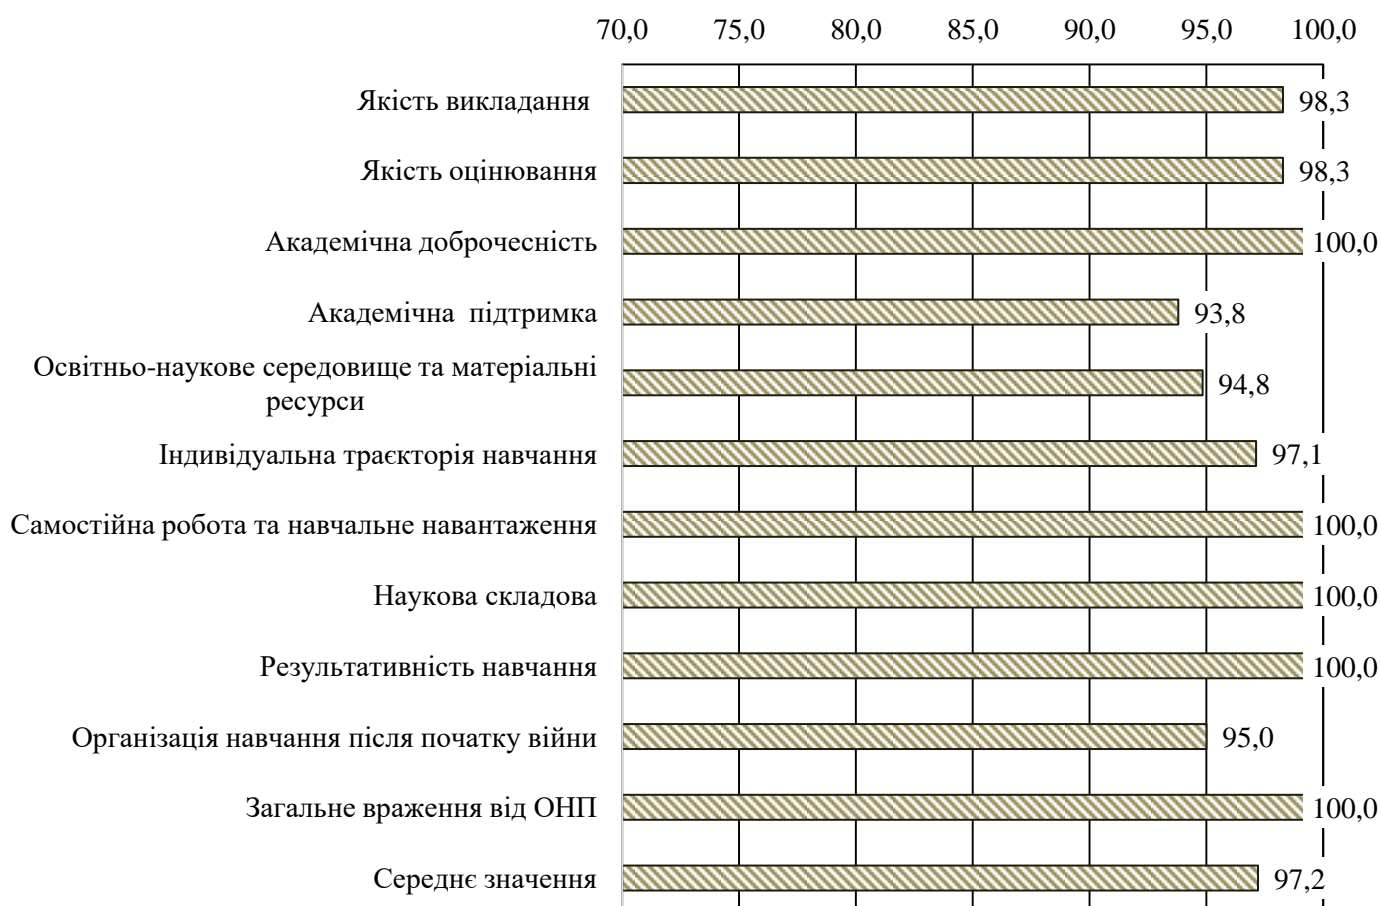 70,0 75,0 80,0 85,0 90,0 95,0 100,0
Якість викладання 98,3
Якість оцінювання 98,3
Академічна доброчесність 100,0
Академічна підтримка 93,8
Освітньо-наукове середовище та матеріальні
ресурси 94,8
Індивідуальна траєкторія навчання 97,1
Самостійна робота та навчальне навантаження 100,0
Наукова складова 100,0
Результативність навчання 100,0
Організація навчання після початку війни 95,0
Загальне враження від ОНП 100,0
Середнє значення 97,2